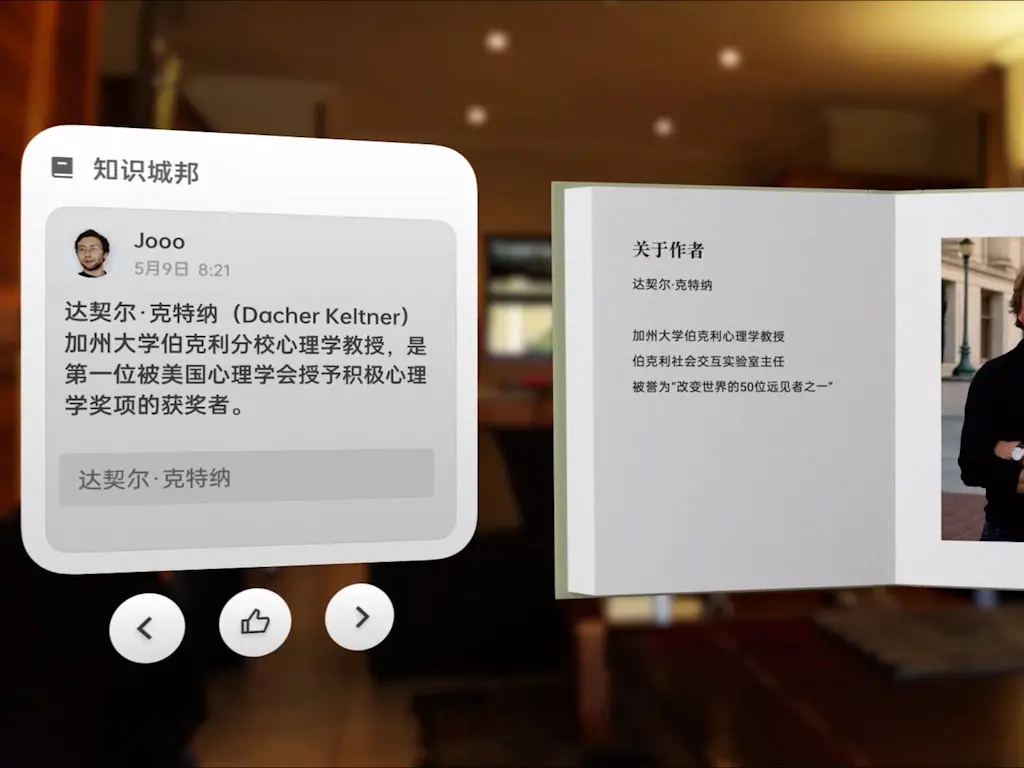 知识城邦
Jooo
5月9日 8:21
达契尔·克特纳（Dacher Keltner）
加州大学伯克利分校心理学教授，是
第一位被美国心理学会授予积极心理
学奖项的获奖者。
达契尔·克特纳
关于作者
达契尔·克特纳
加州大学伯克利心理学教授
伯克利社会交互实验室主任
被誉为“改变世界的50位远见者之一”